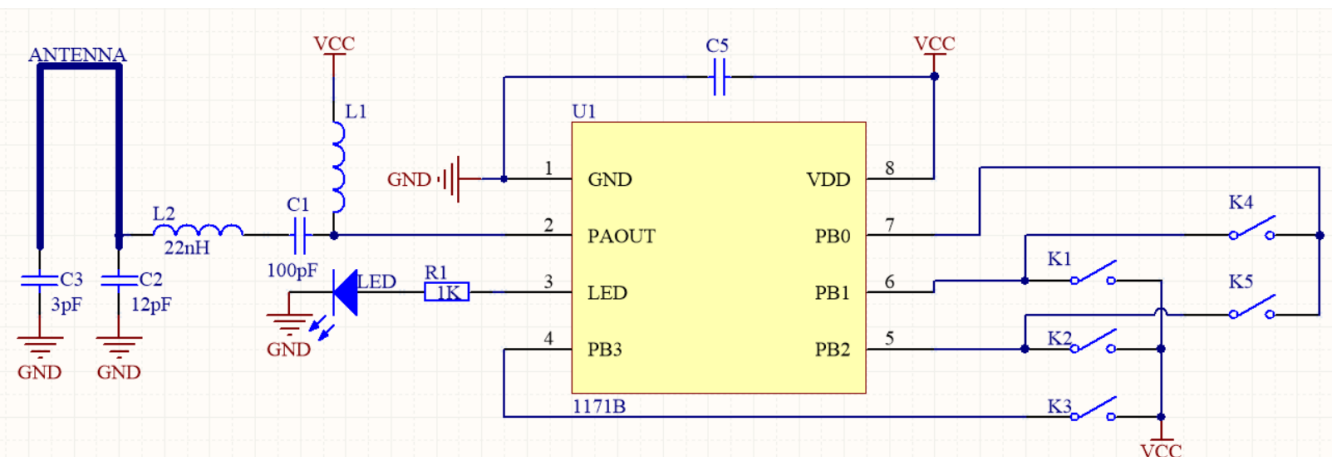 ANTENNA
VCC
C5
VCC
L1
U1
GND
1
GND
VDD
8
L2
22nH
C1
100pF
2
PAOUT
PB0
7
K4
C3
3pF
C2
12pF
LED
R1
1K
3
LED
PB1
6
K1
K5
GND
GND
GND
4
PB3
PB2
5
K2
1171B
K3
VCC